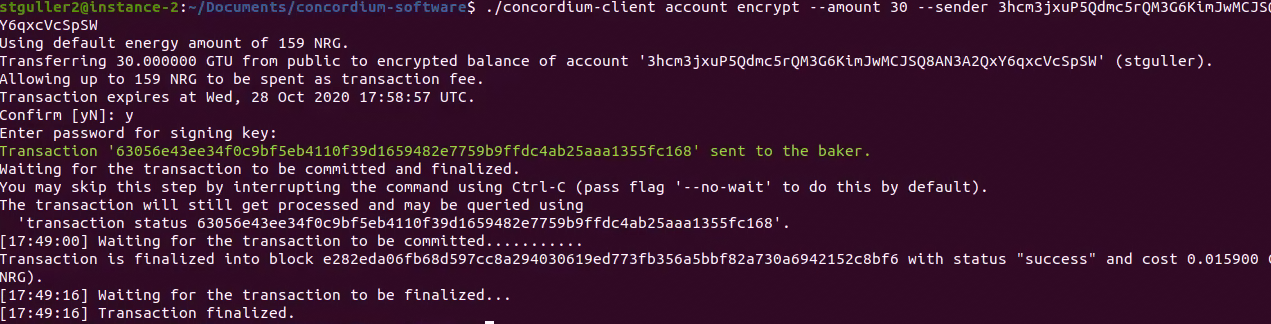 stguller2@instance-2:~/Documents/concordium-software$ ./concordium-client account encrypt --amount 30 --sender 3hcm3jxuP5Qdmc5rQM3G6KimJwMCJSQ
Y6qxcVcSpSW
Using default energy amount of 159 NRG.
Transferring 30.000000 GTU from public to encrypted balance of account '3hcm3jxuP5Qdmc5rQM3G6KimJwMCJSQ8AN3A2QxY6qxcVcSpSW' (stguller).
Allowing up to 159 NRG to be spent as transaction fee.
Transaction expires at Wed, 28 Oct 2020 17:58:57 UTC.
Confirm [yN]: y
Enter password for signing key:
Transaction '63056e43ee34f0c9bf5eb4110f39d1659482e7759b9ffdc4ab25aaa1355fc168' sent to the baker.
Waiting for the transaction to be committed and finalized.
You may skip this step by interrupting the command using Ctrl-C (pass flag '--no-wait' to do this by default).
The transaction will still get processed and may be queried using
'transaction status 63056e43ee34f0c9bf5eb4110f39d1659482e7759b9ffdc4ab25aaa1355fc168'.
[17:49:00] Waiting for the transaction to be committed...........
Transaction is finalized into block e282eda06fb68d597cc8a294030619ed773fb356a5bbf82a730a6942152c8bf6 with status "success" and cost 0.015900
NRG).
[17:49:16] Waiting for the transaction to be finalized...
[17:49:16] Transaction finalized.